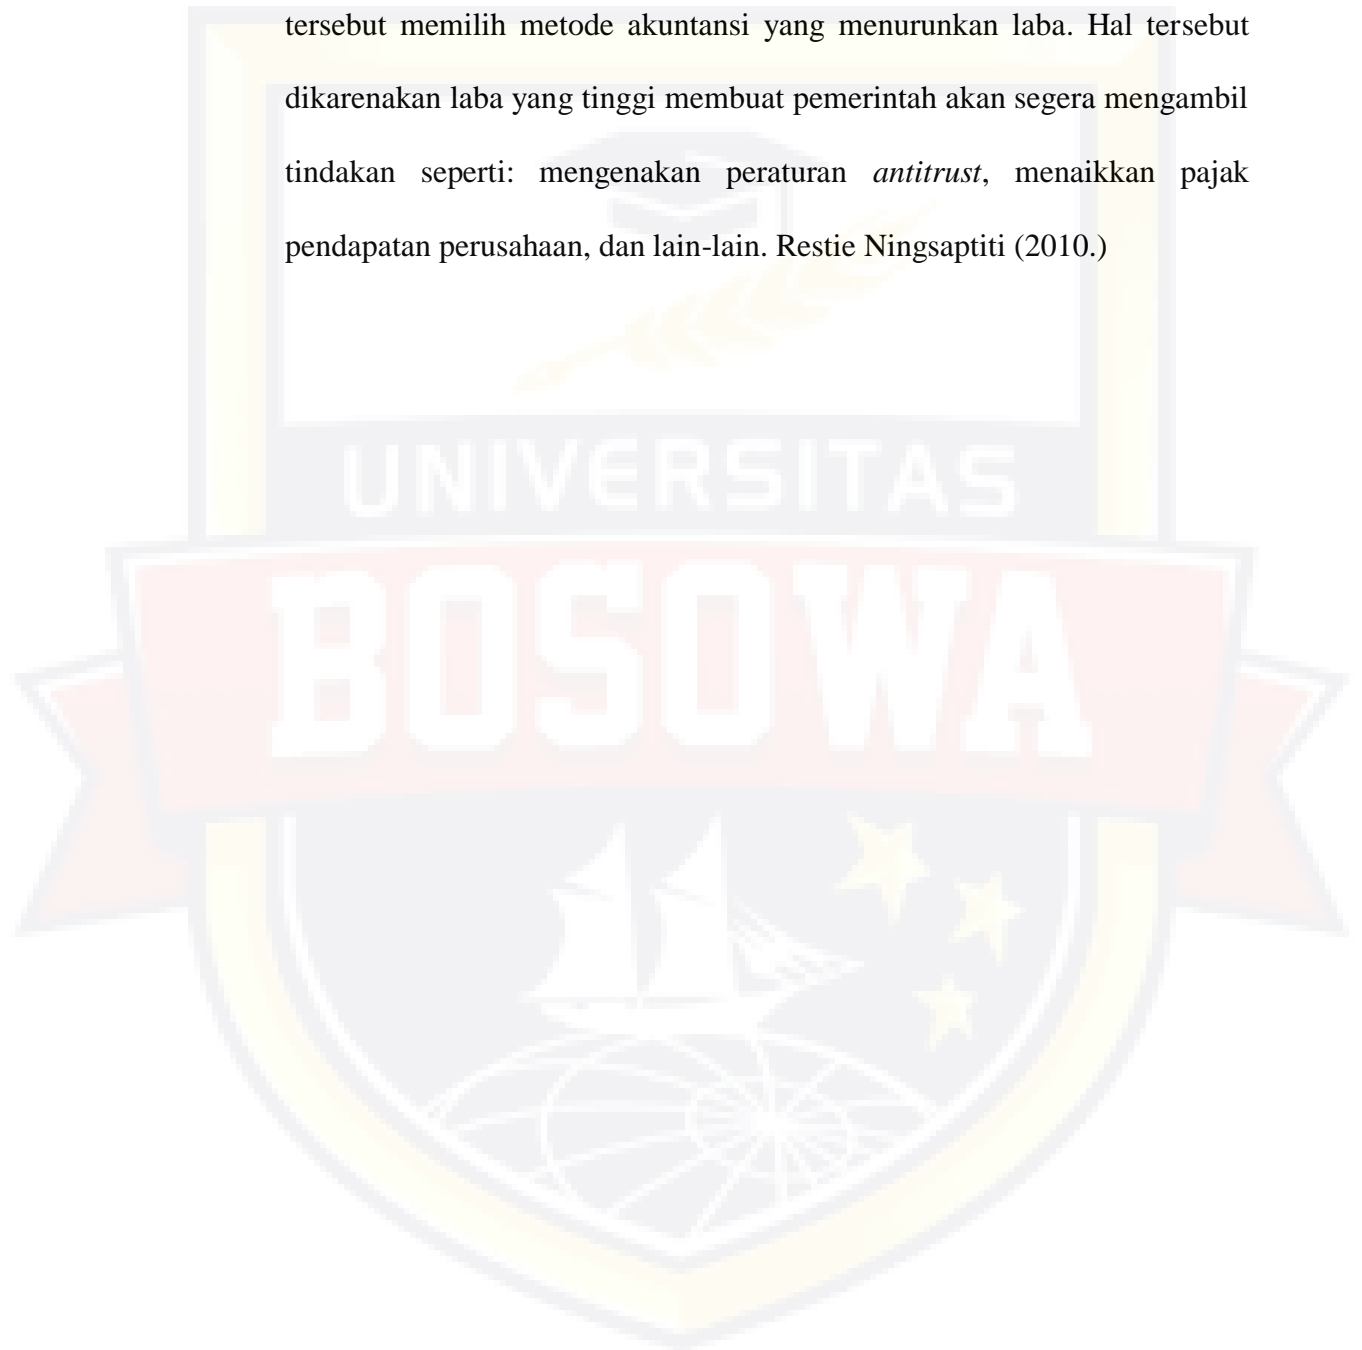 tersebut memilih metode akuntansi yang menurunkan laba. Hal tersebut
dikarenakan laba yang tinggi membuat pemerintah akan segera mengambil
tindakan seperti: mengenakan peraturan antitrust, menaikkan pajak
pendapatan perusahaan, dan lain-lain. Restie Ningsaptiti (2010.)
UNIVERSITAS
BOSOWA